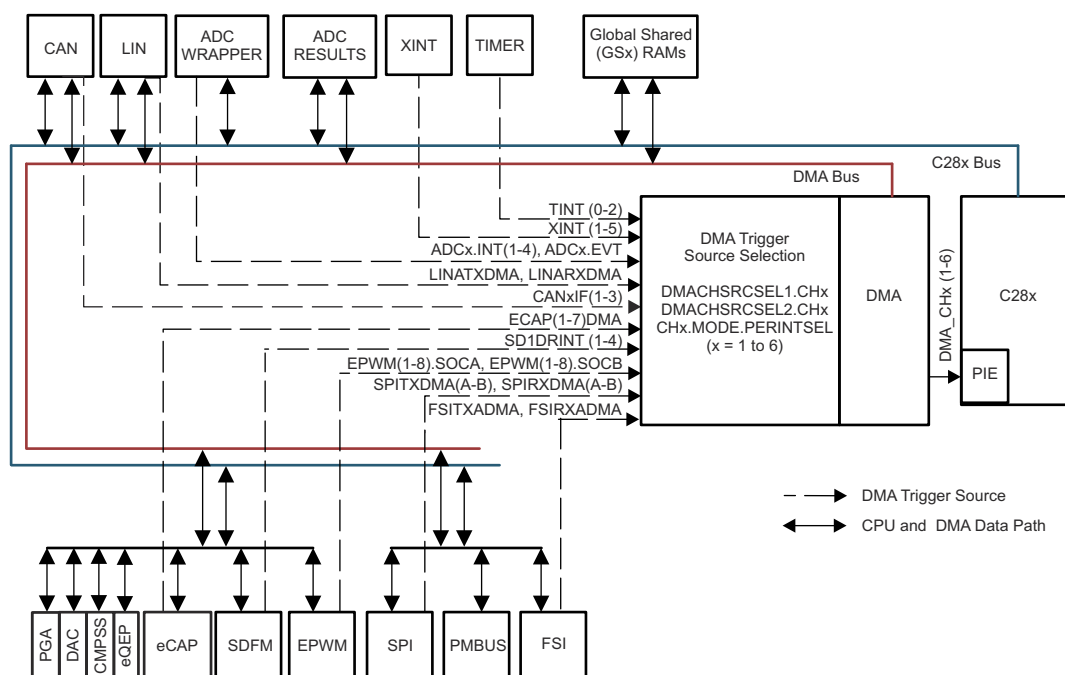 CAN
LIN
ADC
WRAPPER
ADC
RESULTS
XINT
TIMER
Global Shared
(GSx) RAMs
C28x Bus
DMA Bus
TINT (0-2)
XINT (1-5)
ADCx.INT(1-4), ADCx.EVT
LINATXDMA, LINARXDMA
CANxIF(1-3)
ECAP(1-7)DMA
SD1DRINT (1-4)
EPWM(1-8).SOCA, EPWM(1-8).SOCB
SPITXDMA(A-B), SPIRXDMA(A-B)
FSITXADMA, FSIRXADMA
DMA Trigger
Source Selection
DMACHSRCSEL1.CHx
DMACHSRCSEL2.CHx
CHx.MODE.PERINTSEL
(x = 1 to 6)
DMA
DMA_CHx (1-6)
C28x
PIE
DMA Trigger Source
CPU and DMA Data Path
PGA
DAC
CMPSS
eQEP
eCAP
SDFM
EPWM
SPI
PMBUS
FSI